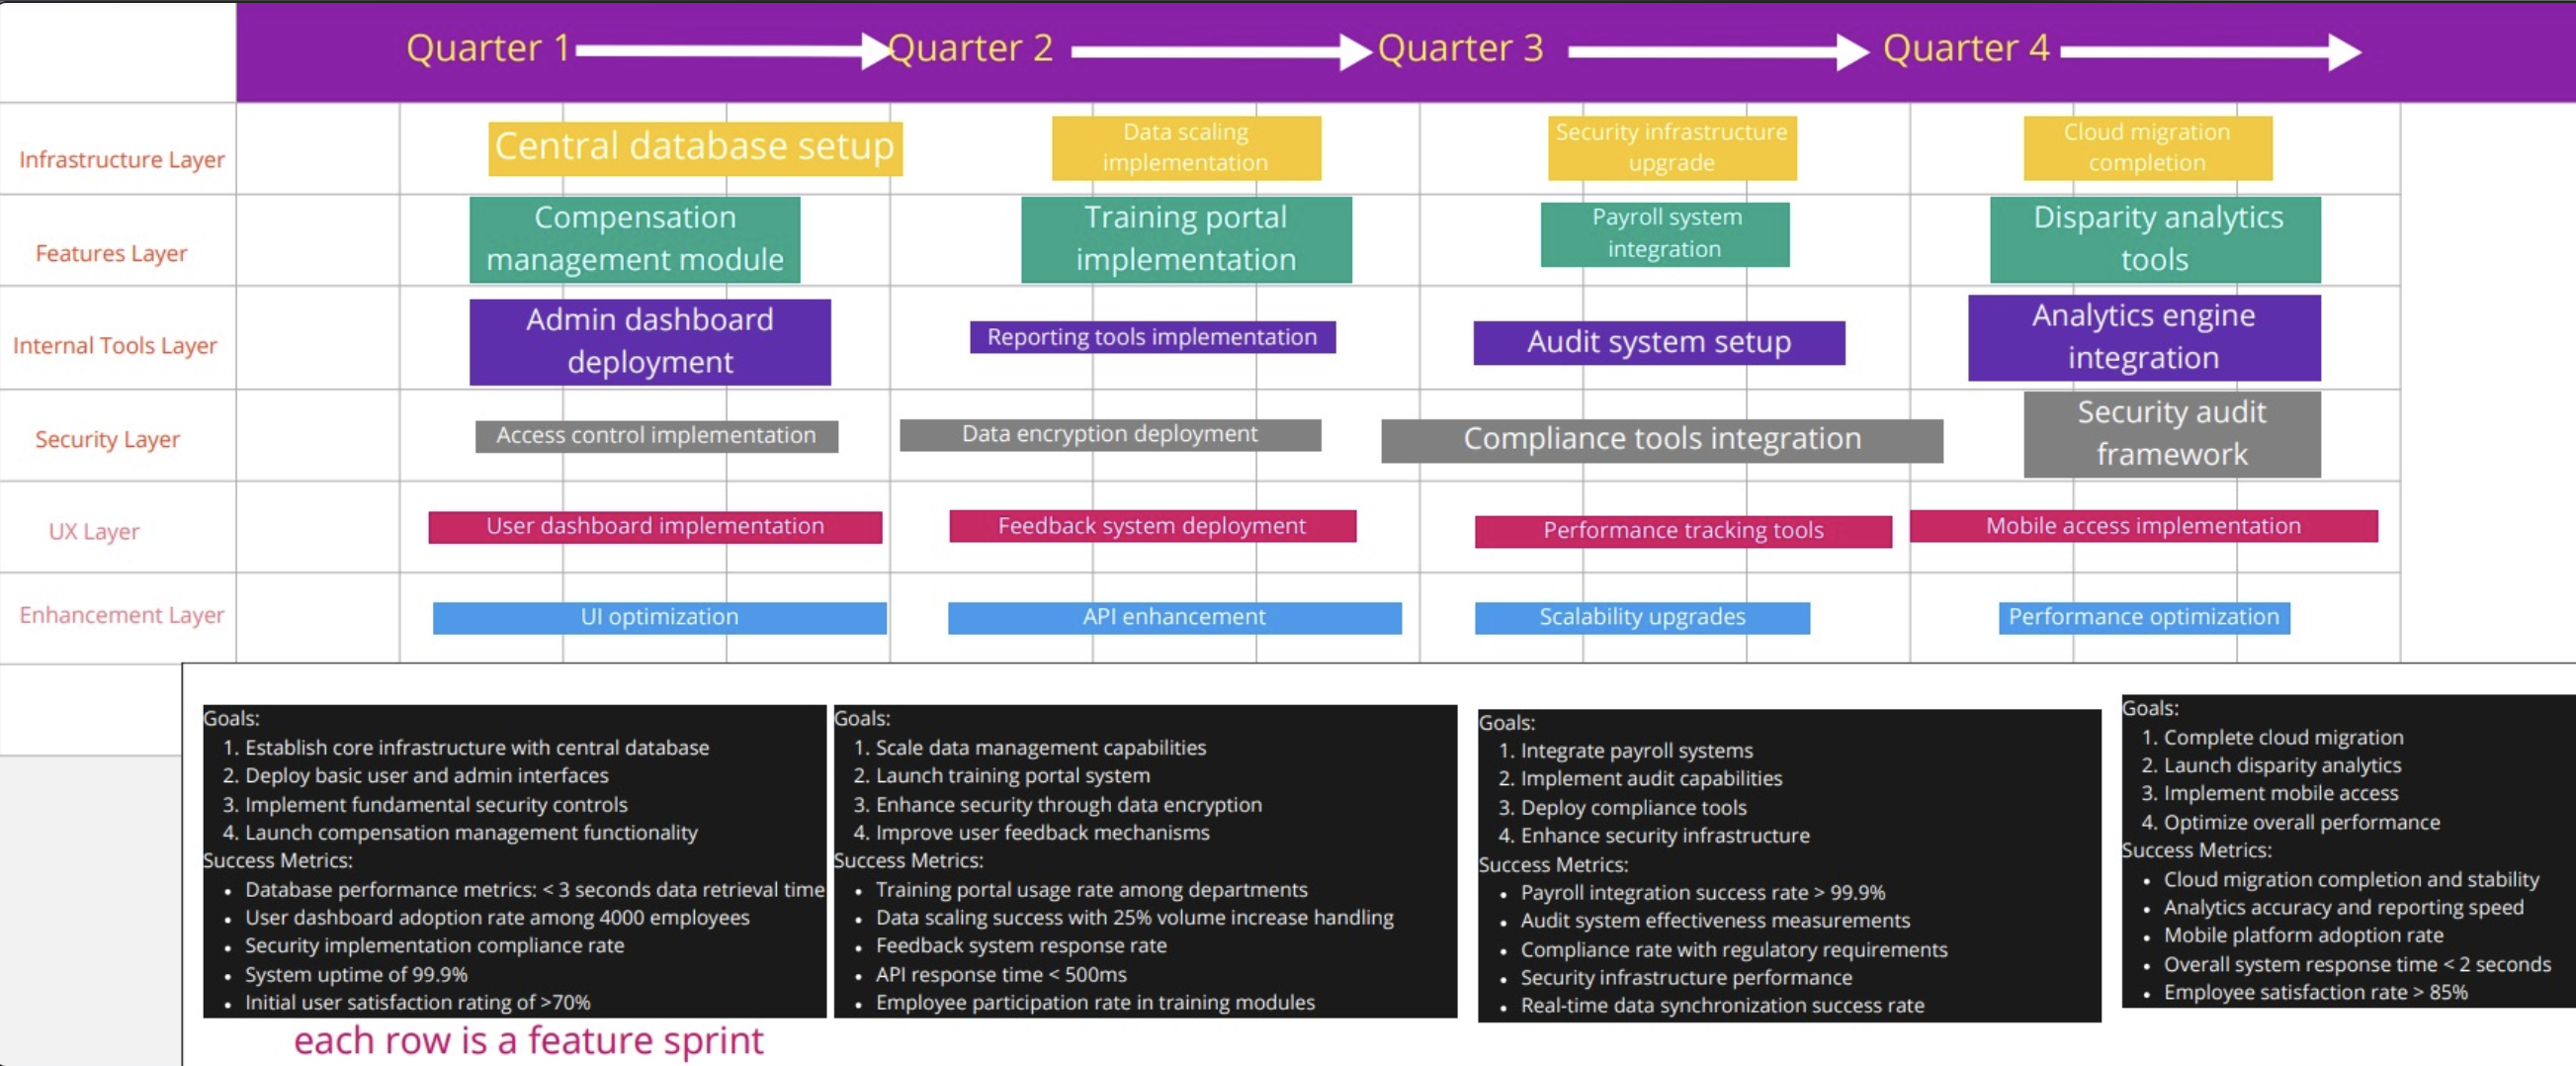 Quarter 1
Quarter 2
Quarter 3
Quarter 4
Infrastructure Layer
Central database setup
Data scaling
implementation
Security infrastructure
upgrade
Cloud migration
completion
Features Layer
Compensation
management module
Training portal
implementation
Payroll system
integration
Disparity analytics
tools
Internal Tools Layer
Admin dashboard
deployment
Reporting tools implementation
Audit system setup
Analytics engine
integration
Security Layer
Access control implementation
Data encryption deployment
Compliance tools integration
Security audit
framework
UX Layer
User dashboard implementation
Feedback system deployment
Performance tracking tools
Mobile access implementation
Enhancement Layer
UI optimization
API enhancement
Scalability upgrades
Performance optimization
Goals:
1. Establish core infrastructure with central database
2. Deploy basic user and admin interfaces
3. Implement fundamental security controls
4. Launch compensation management functionality
Success Metrics:
• Database performance metrics: < 3 seconds data retrieval time
• User dashboard adoption rate among 4000 employees
• Security implementation compliance rate
• System uptime of 99.9%
• Initial user satisfaction rating of >70%
Goals:
1. Scale data management capabilities
2. Launch training portal system
3. Enhance security through data encryption
4. Improve user feedback mechanisms
Success Metrics:
• Training portal usage rate among departments
• Data scaling success with 25% volume increase handling
• Feedback system response rate
• API response time < 500ms
• Employee participation rate in training modules
Goals:
1. Integrate payroll systems
2. Implement audit capabilities
3. Deploy compliance tools
4. Enhance security infrastructure
Success Metrics:
• Payroll integration success rate > 99.9%
• Audit system effectiveness measurements
• Compliance rate with regulatory requirements
• Security infrastructure performance
• Real-time data synchronization success rate
Goals:
1. Complete cloud migration
2. Launch disparity analytics
3. Implement mobile access
4. Optimize overall performance
Success Metrics:
• Cloud migration completion and stability
• Analytics accuracy and reporting speed
• Mobile platform adoption rate
• Overall system response time < 2 seconds
• Employee satisfaction rate > 85%
each row is a feature sprint